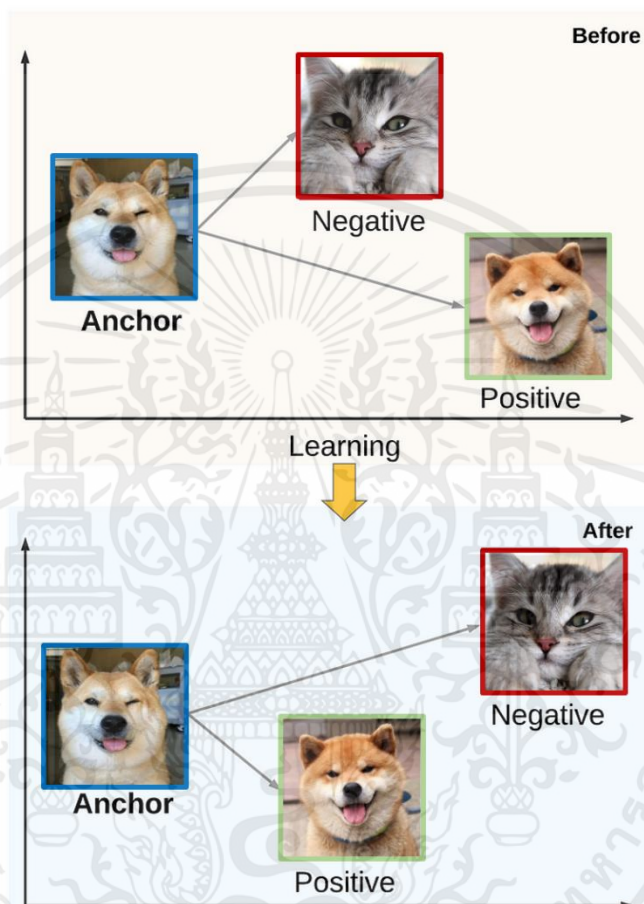 Before
Negative
Anchor
Positive
Learning
After
Negative
Anchor
Positive